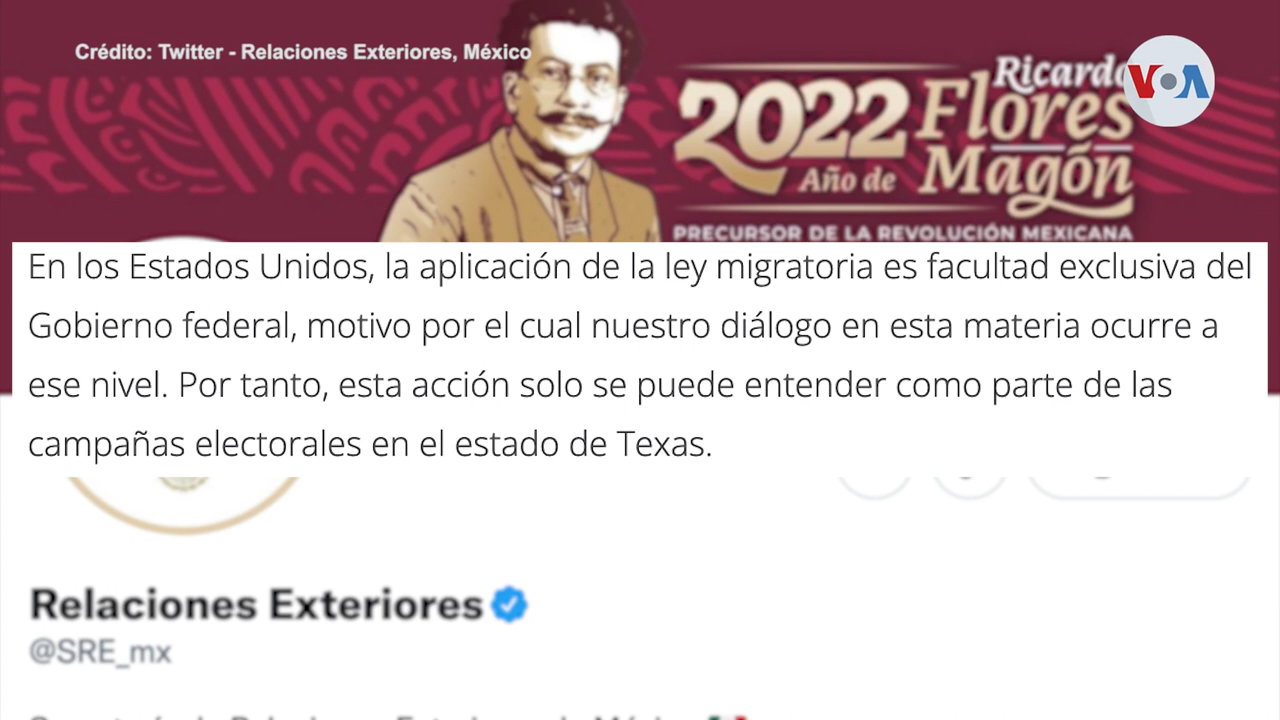 Crédito: Twitter - Relaciones Exteriores, México
VOA
Ricardo
2022 Flores
Año de Magón
PRECURSOR DE LA REVOLUCIÓN MEXICANA
En los Estados Unidos, la aplicación de la ley migratoria es facultad exclusiva del
Gobierno federal, motivo por el cual nuestro diálogo en esta materia ocurre a
ese nivel. Por tanto, esta acción solo se puede entender como parte de las
campañas electorales en el estado de Texas.
Relaciones Exteriores
@SRE_mx